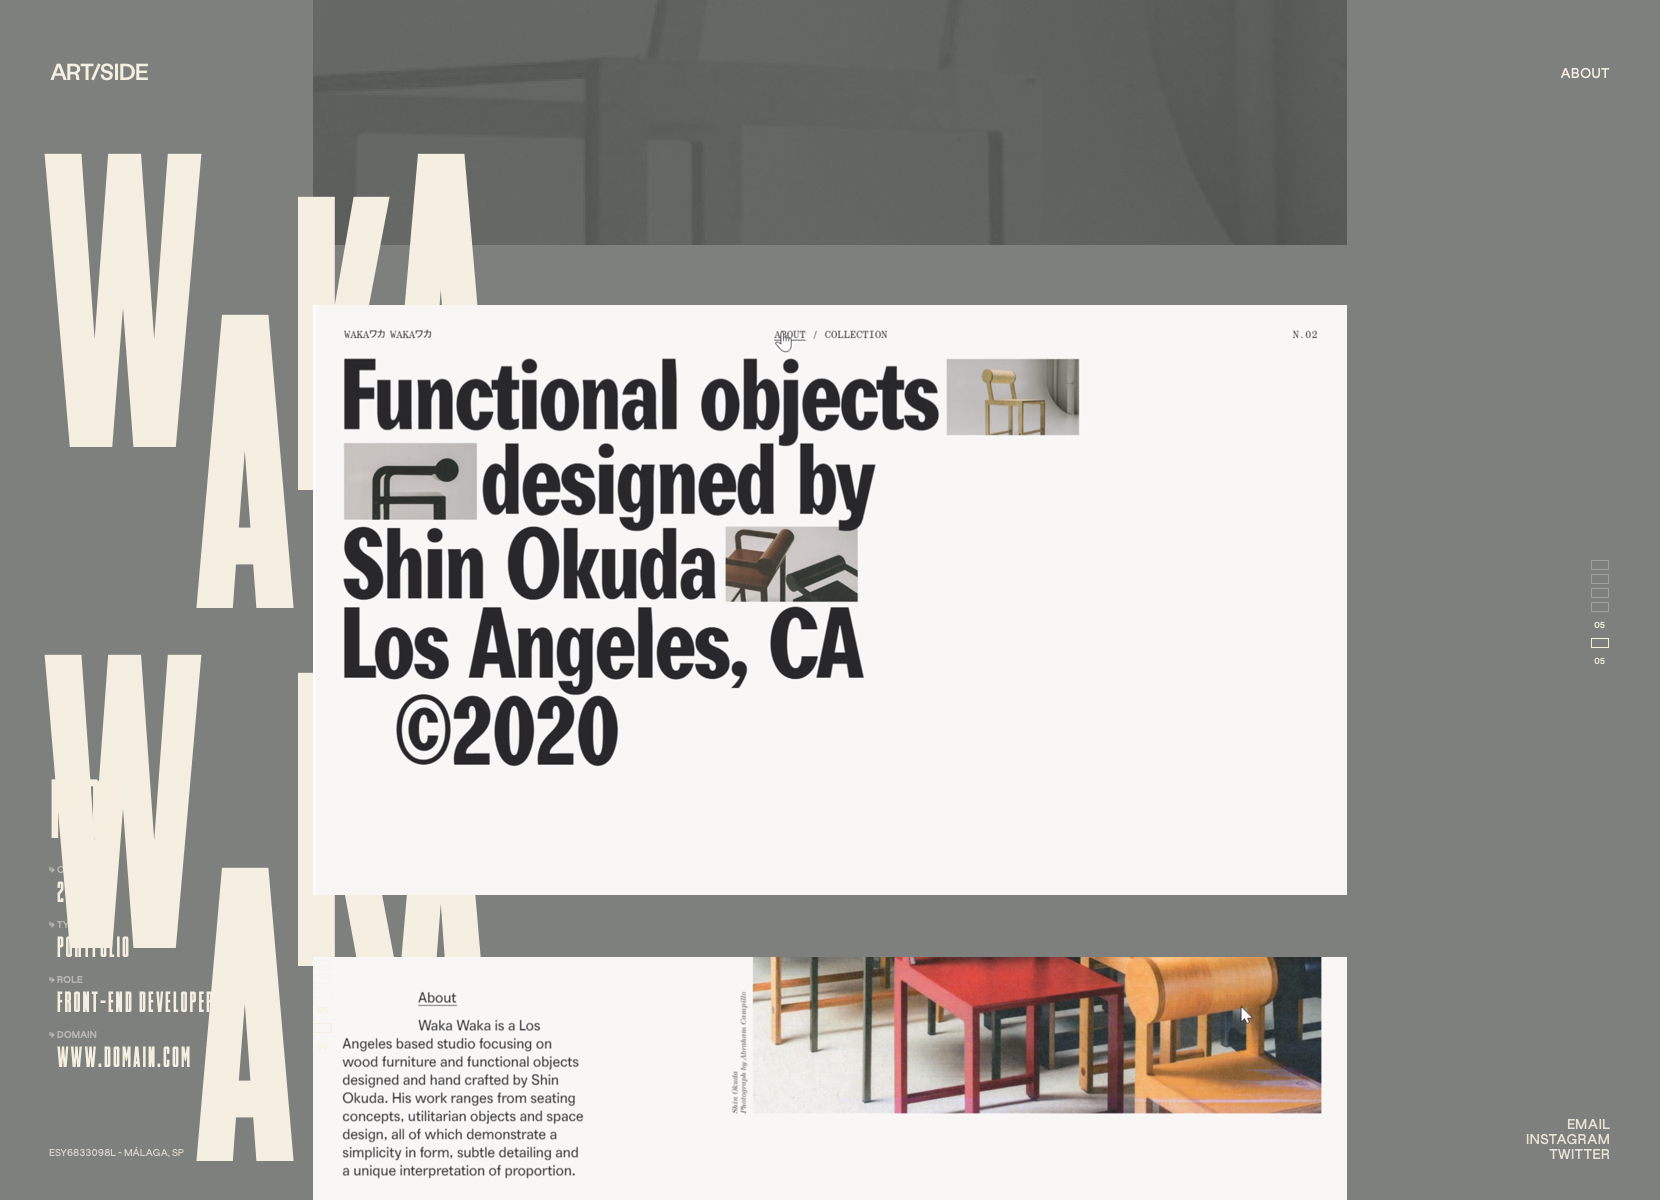 ART/SIDE
ABOUT
WAKA
WAKA
WAKAワカ WAKAワカ
ABOUT / COLLECTION
N.02
Functional objects
designed by
Shin Okuda
Los Angeles, CA
©2020
05
05
PORTFOLIO
ROLE
FRONT-END DEVELOPER
DOMAIN
WWW.DOMAIN.COM
ESY6833098L - MÁLAGA, SP
About
Waka Waka is a Los
Angeles based studio focusing on
wood furniture and functional objects
designed and hand crafted by Shin
Okuda. His work ranges from seating
concepts, utilitarian objects and space
design, all of which demonstrate a
simplicity in form, subtle detailing and
a unique interpretation of proportion.
Shin Okuda
Photograph by Abraham Campillo
EMAIL
INSTAGRAM
TWITTER